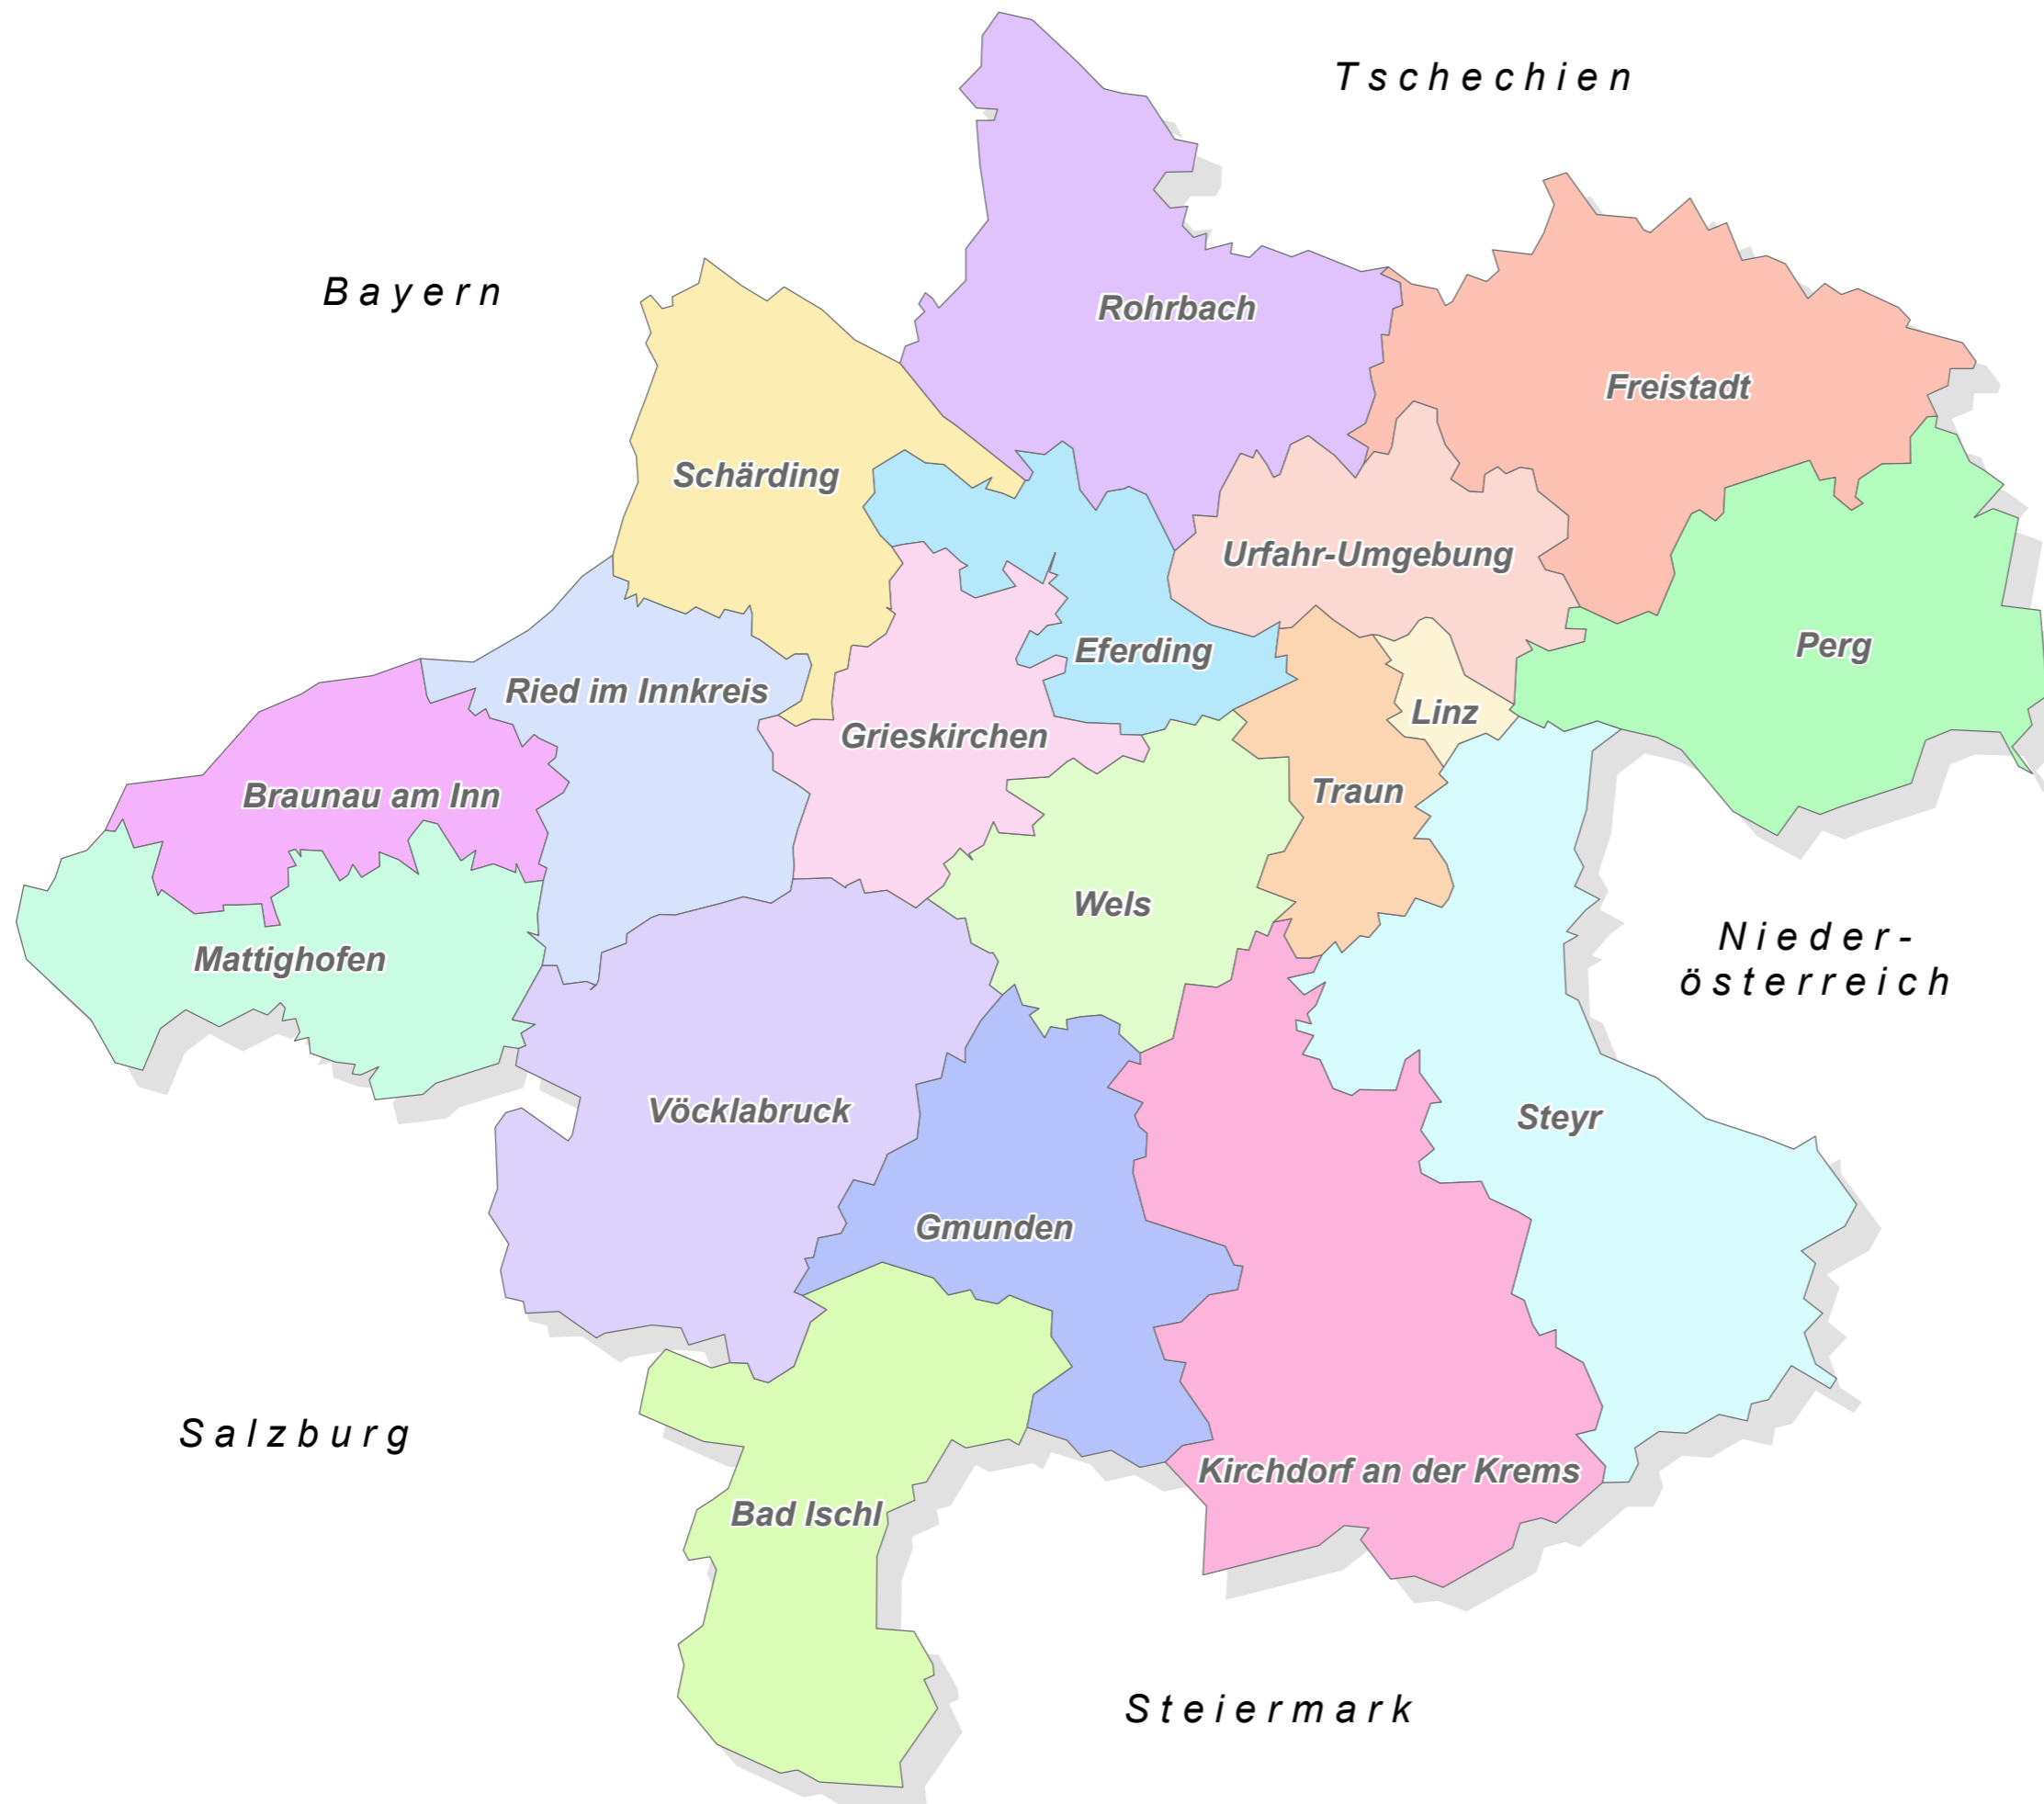 Tschechien
Bayern
Rohrbach
Freistadt
Schärding
Urfahr-Umgebung
Perg
Eferding
Ried im Innkreis
Linz
Grieskirchen
Traun
Braunau am Inn
Wels
Nieder-
österreich
Mattighofen
Vöcklabruck
Steyr
Gmunden
Salzburg
Kirchdorf an der Krems
Bad Ischl
Steiermark